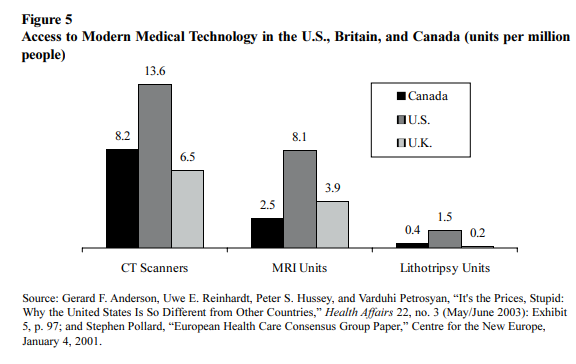 Figure 5
Access to Modern Medical Technology in the U.S., Britain, and Canada (units per million
people)
13.6
Canada
U.S.
U.K.
8.2
6.5
8.1
2.5
3.9
0.4
1.5
0.2
CT Scanners
MRI Units
Lithotripsy Units
Source: Gerard F. Anderson, Uwe E. Reinhardt, Peter S. Hussey, and Varduhi Petrosyan, “It's the Prices, Stupid:
Why the United States Is So Different from Other Countries,” Health Affairs 22, no. 3 (May/June 2003): Exhibit
5, p. 97; and Stephen Pollard, “European Health Care Consensus Group Paper,” Centre for the New Europe,
January 4, 2001.